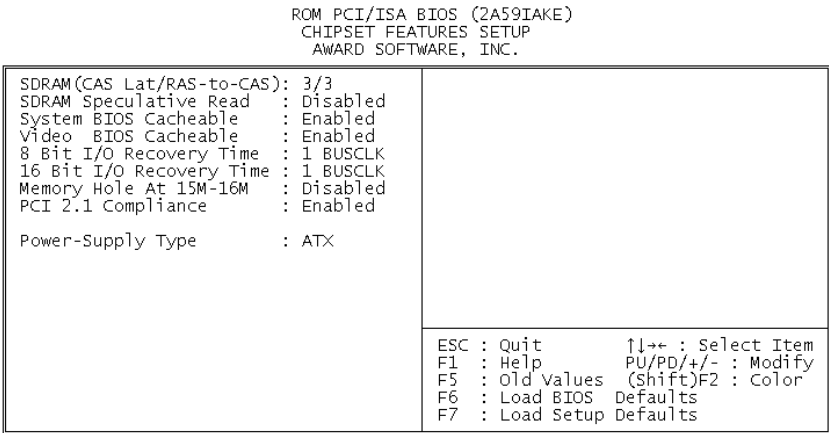 ROM PCI/ISA BIOS (2A59IAKE)
CHIPSET FEATURES SETUP
AWARD SOFTWARE, INC.
SDRAM(CAS Lat/RAS-to-CAS): 3/3
SDRAM Speculative Read : Disabled
System BIOS Cacheable : Enabled
Video BIOS Cacheable : Enabled
8 Bit I/O Recovery Time : 1 BUSCLK
16 Bit I/O Recovery Time : 1 BUSCLK
Memory Hole At 15M-16M : Disabled
PCI 2.1 Compliance : Enabled
Power-Supply Type : ATX
ESC : Quit ↑↓→← : Select Item
F1 : Help PU/PD/+/- : Modify
F5 : Old Values (Shift)F2 : Color
F6 : Load BIOS Defaults
F7 : Load Setup Defaults